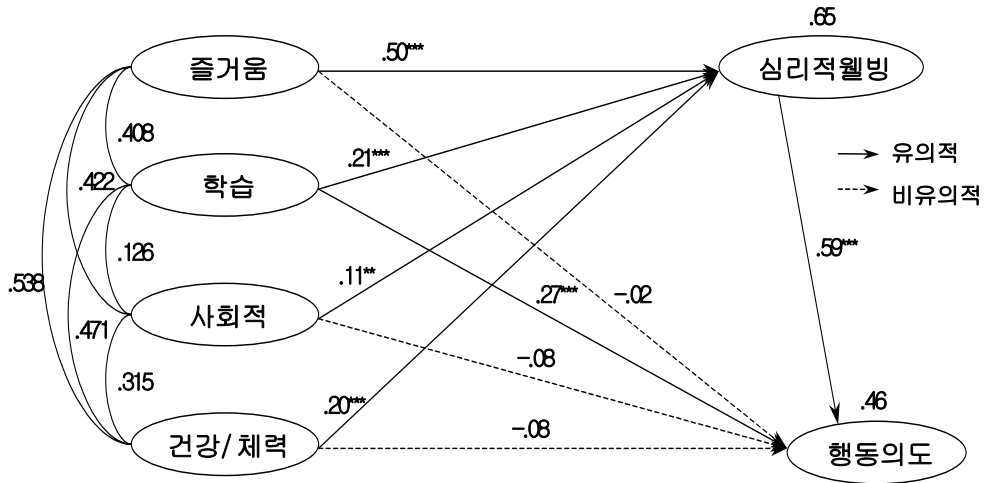 .65
즐거움
.50***
심리적웰빙
.408
유의적
.21***
.422
학습
비유의적
.126
.59***
.538
.11**
.27***
-.02
사회적
.471
-.08
.315
.20***
.46
-.08
건강/체력
행동의도